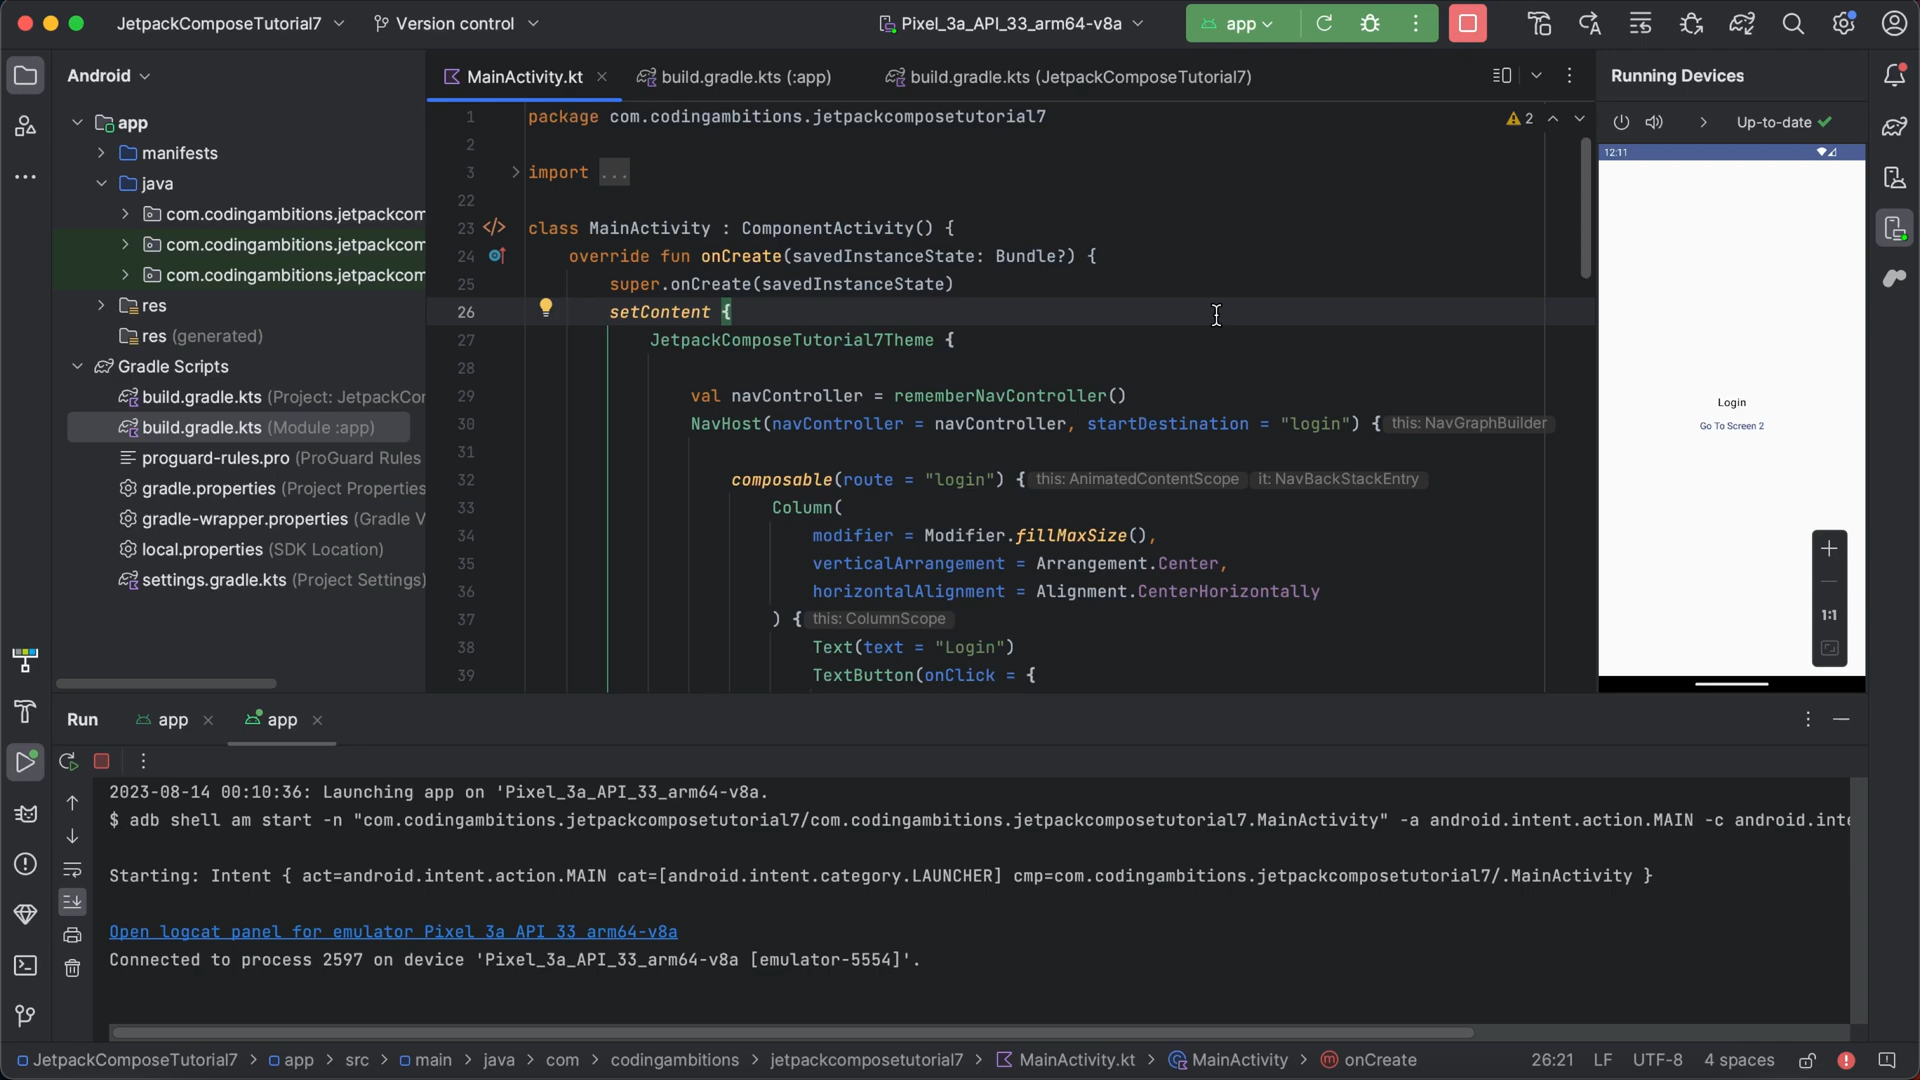 JetpackComposeTutorial7
Version control
Pixel_3a_API_33_arm64-v8a
app
Android
MainActivity.kt
build.gradle.kts (:app)
build.gradle.kts (JetpackComposeTutorial7)
Running Devices
app
manifests
java
com.codingambitions.jetpackcom
com.codingambitions.jetpackcom
com.codingambitions.jetpackcom
res
res (generated)
Gradle Scripts
build.gradle.kts (Project: JetpackCor
build.gradle.kts (Module :app)
proguard-rules.pro (ProGuard Rules
gradle.properties (Project Properties
gradle-wrapper.properties (Gradle V
local.properties (SDK Location)
settings.gradle.kts (Project Settings)
1 package com.codingambitions.jetpackcomposetutorial7
2
3 import ...
22
23 class MainActivity : ComponentActivity() {
24 override fun onCreate(savedInstanceState: Bundle?) {
25 super.onCreate(savedInstanceState)
26 setContent {
27 JetpackComposeTutorial7Theme {
28
29 val navController = rememberNavController()
30 NavHost(navController = navController, startDestination = "login") { this: NavGraphBuilder
31
32 composable(route = "login") { this: AnimatedContentScope it: NavBackStackEntry
33 Column(
34 modifier = Modifier.fillMaxSize(),
35 verticalArrangement = Arrangement.Center,
36 horizontalAlignment = Alignment.CenterHorizontally
37 ) { this: ColumnScope
38 Text(text = "Login")
39 TextButton(onClick = {
2
Up-to-date
12:11
Login
Go To Screen 2
1:1
Run
app
app
2023-08-14 00:10:36: Launching app on 'Pixel_3a_API_33_arm64-v8a.
$ adb shell am start -n "com.codingambitions.jetpackcomposetutorial7/com.codingambitions.jetpackcomposetutorial7.MainActivity" -a android.intent.action.MAIN -c android.inte
Starting: Intent { act=android.intent.action.MAIN cat=[android.intent.category.LAUNCHER] cmp=com.codingambitions.jetpackcomposetutorial7/.MainActivity }
Open logcat panel for emulator Pixel 3a API 33 arm64-v8a
Connected to process 2597 on device 'Pixel_3a_API_33_arm64-v8a [emulator-5554]'.
JetpackComposeTutorial7 > app > src > main > java > com > codingambitions > jetpackcomposetutorial7 > MainActivity.kt > MainActivity > onCreate
26:21 LF UTF-8 4 spaces